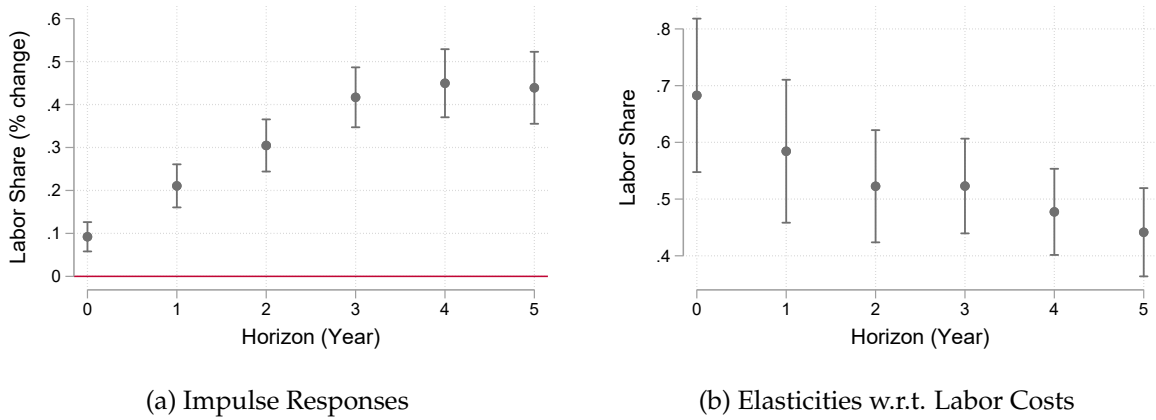 Labor Share (% change)
.6
.5
.4
.3
.2
.1
0
0 1 2 3 4 5
Horizon (Year)
(a) Impulse Responses
Labor Share
.8
.7
.6
.5
.4
0 1 2 3 4 5
Horizon (Year)
(b) Elasticities w.r.t. Labor Costs